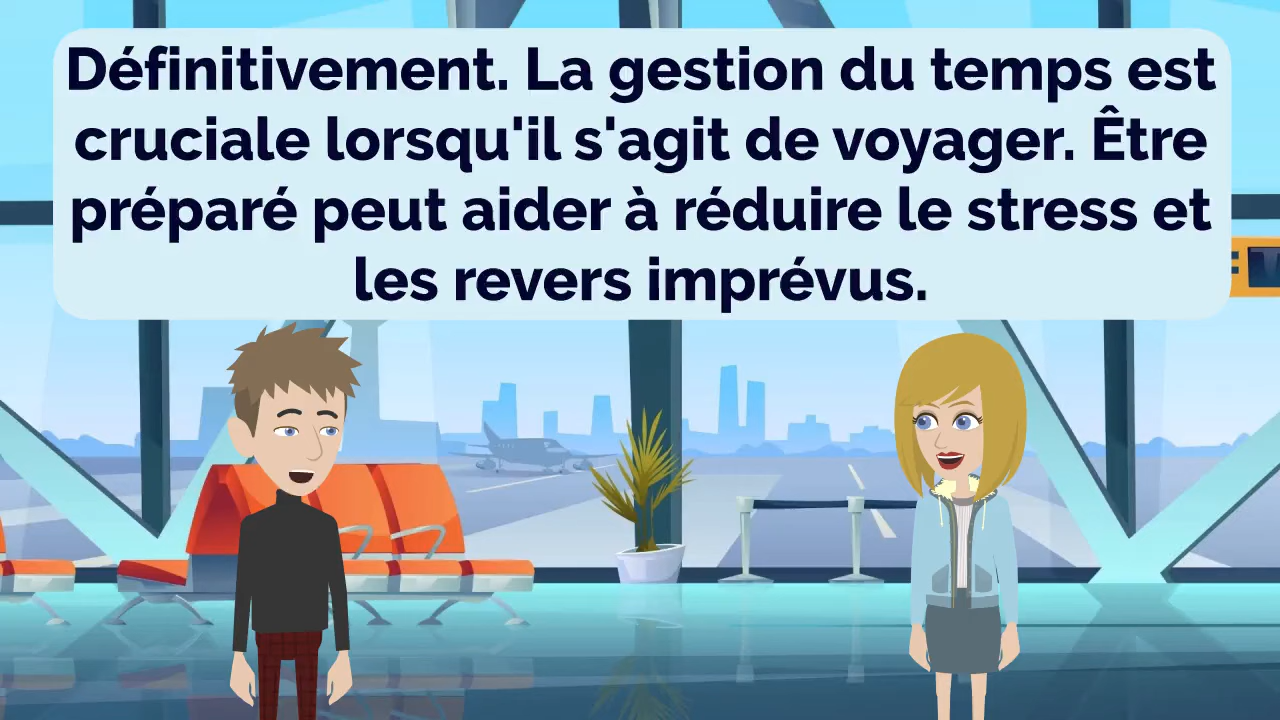 Définitivement. La gestion du temps est
cruciale lorsqu'il s'agit de voyager. Être
préparé peut aider à réduire le stress et
les revers imprévus.